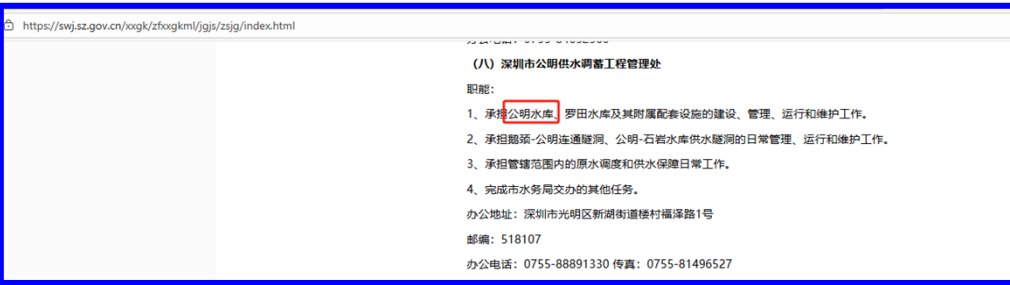 https://swj.sz.gov.cn/xxgk/zfxxgkml/jgjs/zsjg/index.html
（八）深圳市公明供水调蓄工程管理处
职能：
1、承担公明水库、罗田水库及其附属配套设施的建设、管理、运行和维护工作。
2、承担鹅颈-公明连通隧洞、公明-石岩水库供水隧洞的日常管理、运行和维护工作。
3、承担管辖范围内的原水调度和供水保障日常工作。
4、完成市水务局交办的其他任务。
办公地址：深圳市光明区新湖街道楼村福泽路1号
邮编：518107
办公电话：0755-88891330 传真：0755-81496527